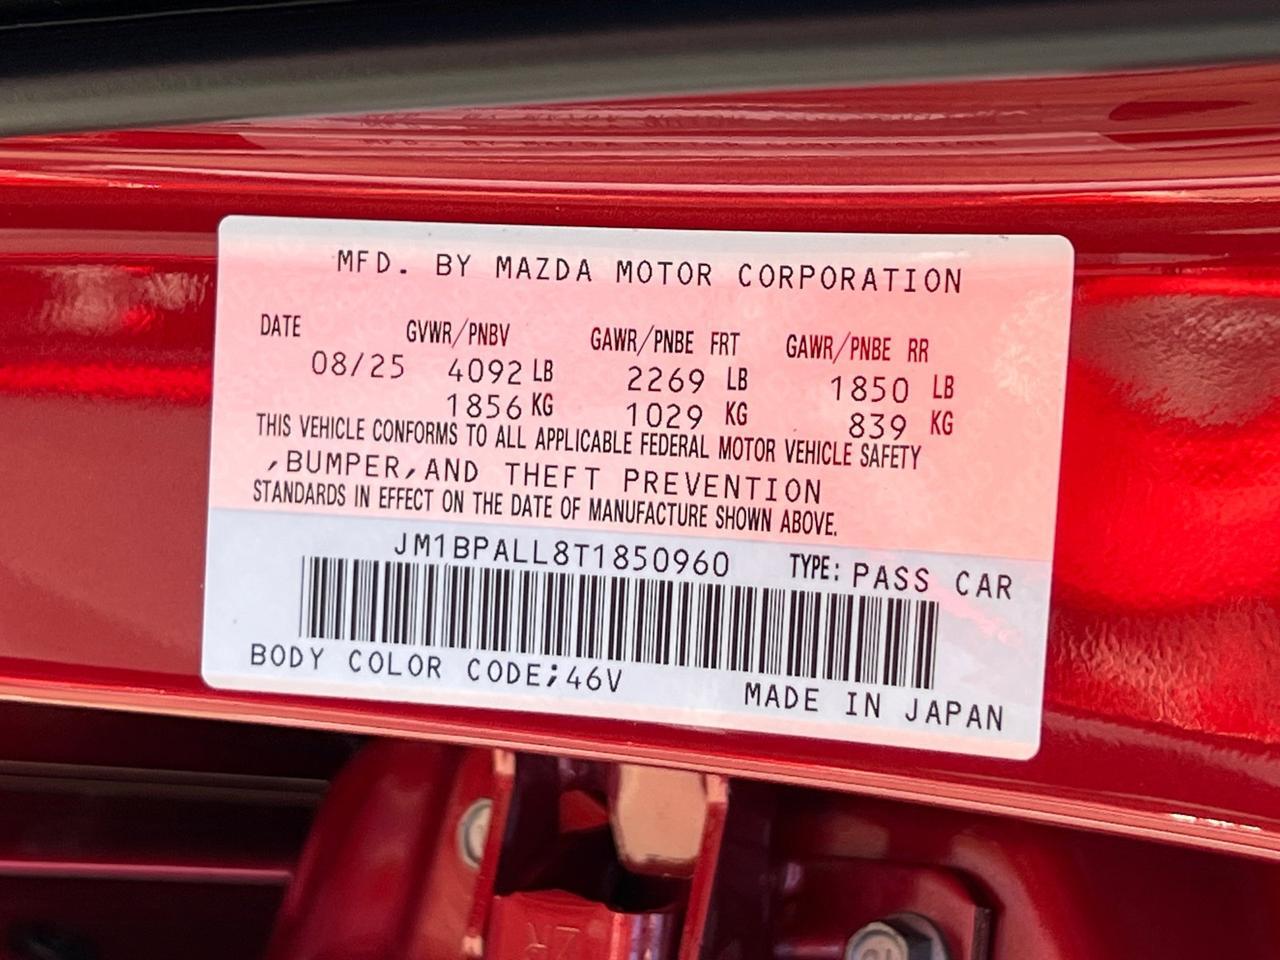 MFD. BY MAZDA MOTOR CORPORATION
DATE GVWR/PNBV GAWR/PNBE FRT GAWR/PNBE RR
08/25 4092 LB 2269 LB 1850 LB
1856 KG 1029 KG 839 KG
THIS VEHICLE CONFORMS TO ALL APPLICABLE FEDERAL MOTOR VEHICLE SAFETY
,BUMPER,AND THEFT PREVENTION
STANDARDS IN EFFECT ON THE DATE OF MANUFACTURE SHOWN ABOVE.
JM1BPALL8T1850960 TYPE: PASS CAR
BODY COLOR CODE;46V
MADE IN JAPAN